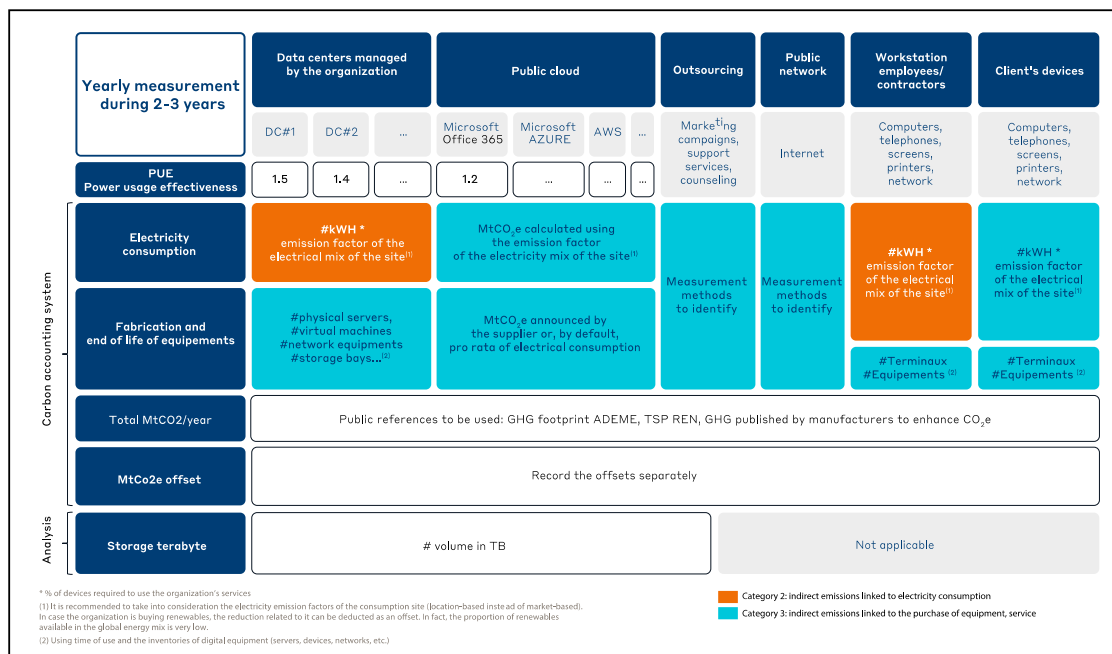 Yearly measurement
during 2-3 years
Data centers managed
by the organization
Public cloud
Outsourcing
Public
network
Workstation
employees/
contractors
Client's devices
DC#1
DC#2
...
Microsoft
Office 365
Microsoft
AZURE
AWS
...
Marketing
campaigns,
support
services,
counseling
Internet
Computers,
telephones,
screens,
printers,
network
Computers,
telephones,
screens,
printers,
network
PUE
Power usage effectiveness
1.5
1.4
...
1.2
...
...
...
Carbon accounting system
Electricity
consumption
#kWH *
emission factor of the
electrical mix of the site(1)
MtCO2e calculated using
the emission factor
of the electricity mix of the site(1)
Measurement
methods
to identify
Measurement
methods
to identify
#kWH *
emission factor
of the electrical
mix of the site(1)
#kWH *
emission factor
of the electrical
mix of the site(1)
Fabrication and
end of life of equipements
#physical servers,
#virtual machines
#network equipments
#storage bays...(2)
MtCO2e announced by
the supplier or, by default,
pro rata of electrical consumption
#Terminaux
#Equipements (2)
#Terminaux
#Equipements (2)
Total MtCO2/year
Public references to be used: GHG footprint ADEME, TSP REN, GHG published by manufacturers to enhance CO2e
MtCo2e offset
Record the offsets separately
Analysis
Storage terabyte
# volume in TB
Not applicable
* % of devices required to use the organization's services
(1) It is recommended to take into consideration the electricity emission factors of the consumption site (location-based instead of market-based).
In case the organization is buying renewables, the reduction related to it can be deducted as an offset. In fact, the proportion of renewables
available in the global energy mix is very low.
(2) Using time of use and the inventories of digital equipment (servers, devices, networks, etc.)
Category 2: indirect emissions linked to electricity consumption
Category 3: indirect emissions linked to the purchase of equipment, service